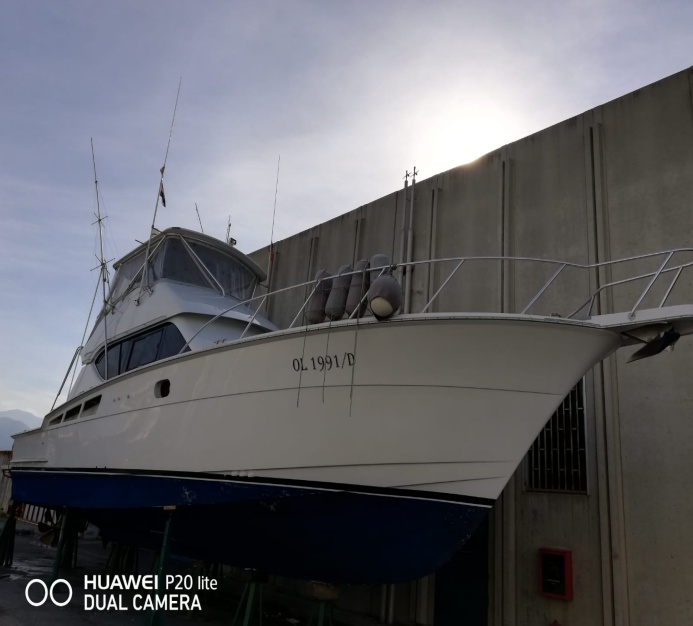 OL 1991/D
HUAWEI P20 lite
DUAL CAMERA